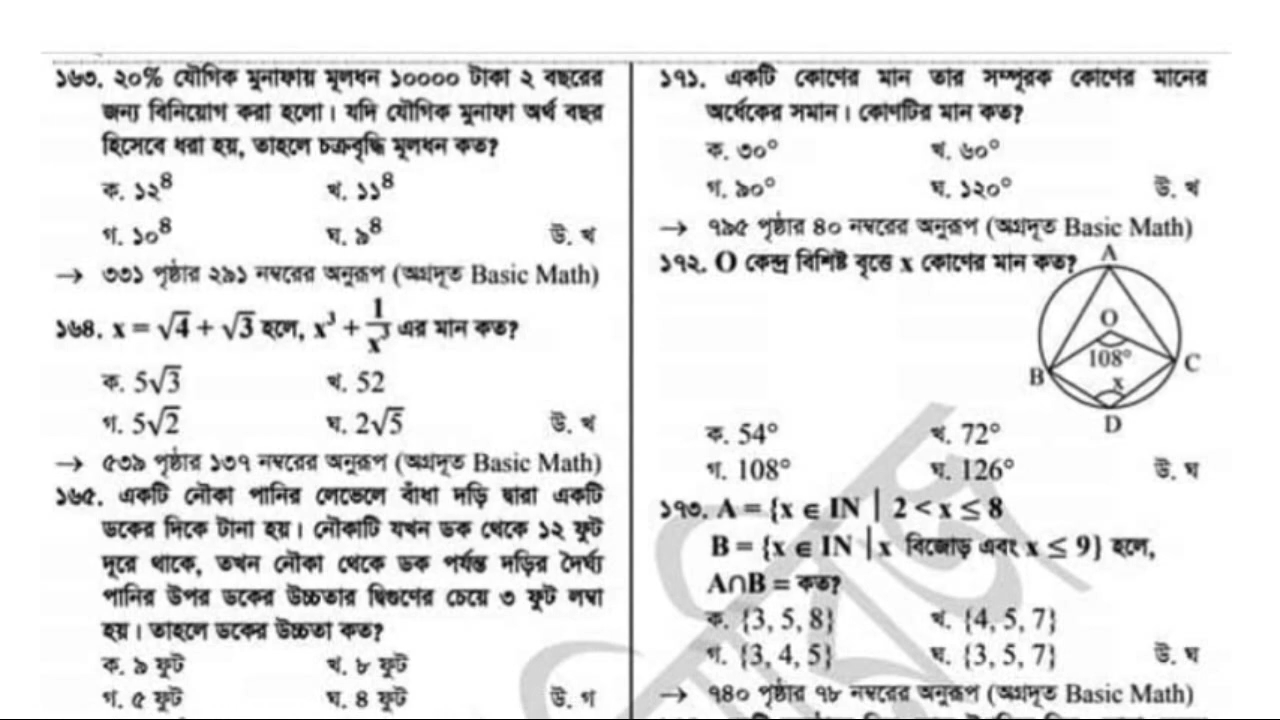 ১৬৩. ২০% যৌগিক মুনাফায় মূলধন ১০০০০ টাকা ২ বছরের
জন্য বিনিয়োগ করা হলো। যদি যৌগিক মুনাফা অর্ধ বছর
হিসেবে ধরা হয়, তাহলে চক্রবৃদ্ধি মূলধন কত?
ক. ১২⁪⁸ খ. ১১⁸
গ. ১০⁸ ঘ. ৯⁸ উ. খ
→ ৩৩১ পৃষ্ঠার ২৯১ নম্বরের অনুরূপ (অগ্রদূত Basic Math)
১৬৪. x = √4 + √3 হলে, x³ + 1/x³ এর মান কত?
ক. 5√3 খ. 52
গ. 5√2 ঘ. 2√5 উ. খ
→ ৫৩৯ পৃষ্ঠার ১৩৭ নম্বরের অনুরূপ (অগ্রদূত Basic Math)
১৬৫. একটি নৌকা পানির লেভেলে বাঁধা দড়ি দ্বারা একটি
ডকের দিকে টানা হয়। নৌকাটি যখন ডক থেকে ১২ ফুট
দূরে থাকে, তখন নৌকা থেকে ডক পর্যন্ত দড়ির দৈর্ঘ্য
পানির উপর ডকের উচ্চতার দ্বিগুণের চেয়ে ৩ ফুট লম্বা
হয়। তাহলে ডকের উচ্চতা কত?
ক. ৯ ফুট খ. ৮ ফুট
গ. ৫ ফুট ঘ. ৪ ফুট উ. গ
১৭১. একটি কোণের মান তার সম্পূরক কোণের মানের
অর্ধেকের সমান। কোণটির মান কত?
ক. ৩০° খ. ৬০°
গ. ৯০° ঘ. ১২০° উ. খ
→ ৭৯৫ পৃষ্ঠার ৪০ নম্বরের অনুরূপ (অগ্রদূত Basic Math)
১৭২. O কেন্দ্র বিশিষ্ট বৃত্তে x কোণের মান কত?
A
O
108°
B
C
x
D
ক. 54° খ. 72°
গ. 108° ঘ. 126° উ. ঘ
১৭৩. A = {x ∈ IN | 2 < x ≤ 8
B = {x ∈ IN | x বিজোড় এবং x ≤ 9} হলে,
A∩B = কত?
ক. {3, 5, 8} খ. {4, 5, 7}
গ. {3, 4, 5} ঘ. {3, 5, 7} উ. ঘ
→ ৭৪০ পৃষ্ঠার ৭৮ নম্বরের অনুরূপ (অগ্রদূত Basic Math)